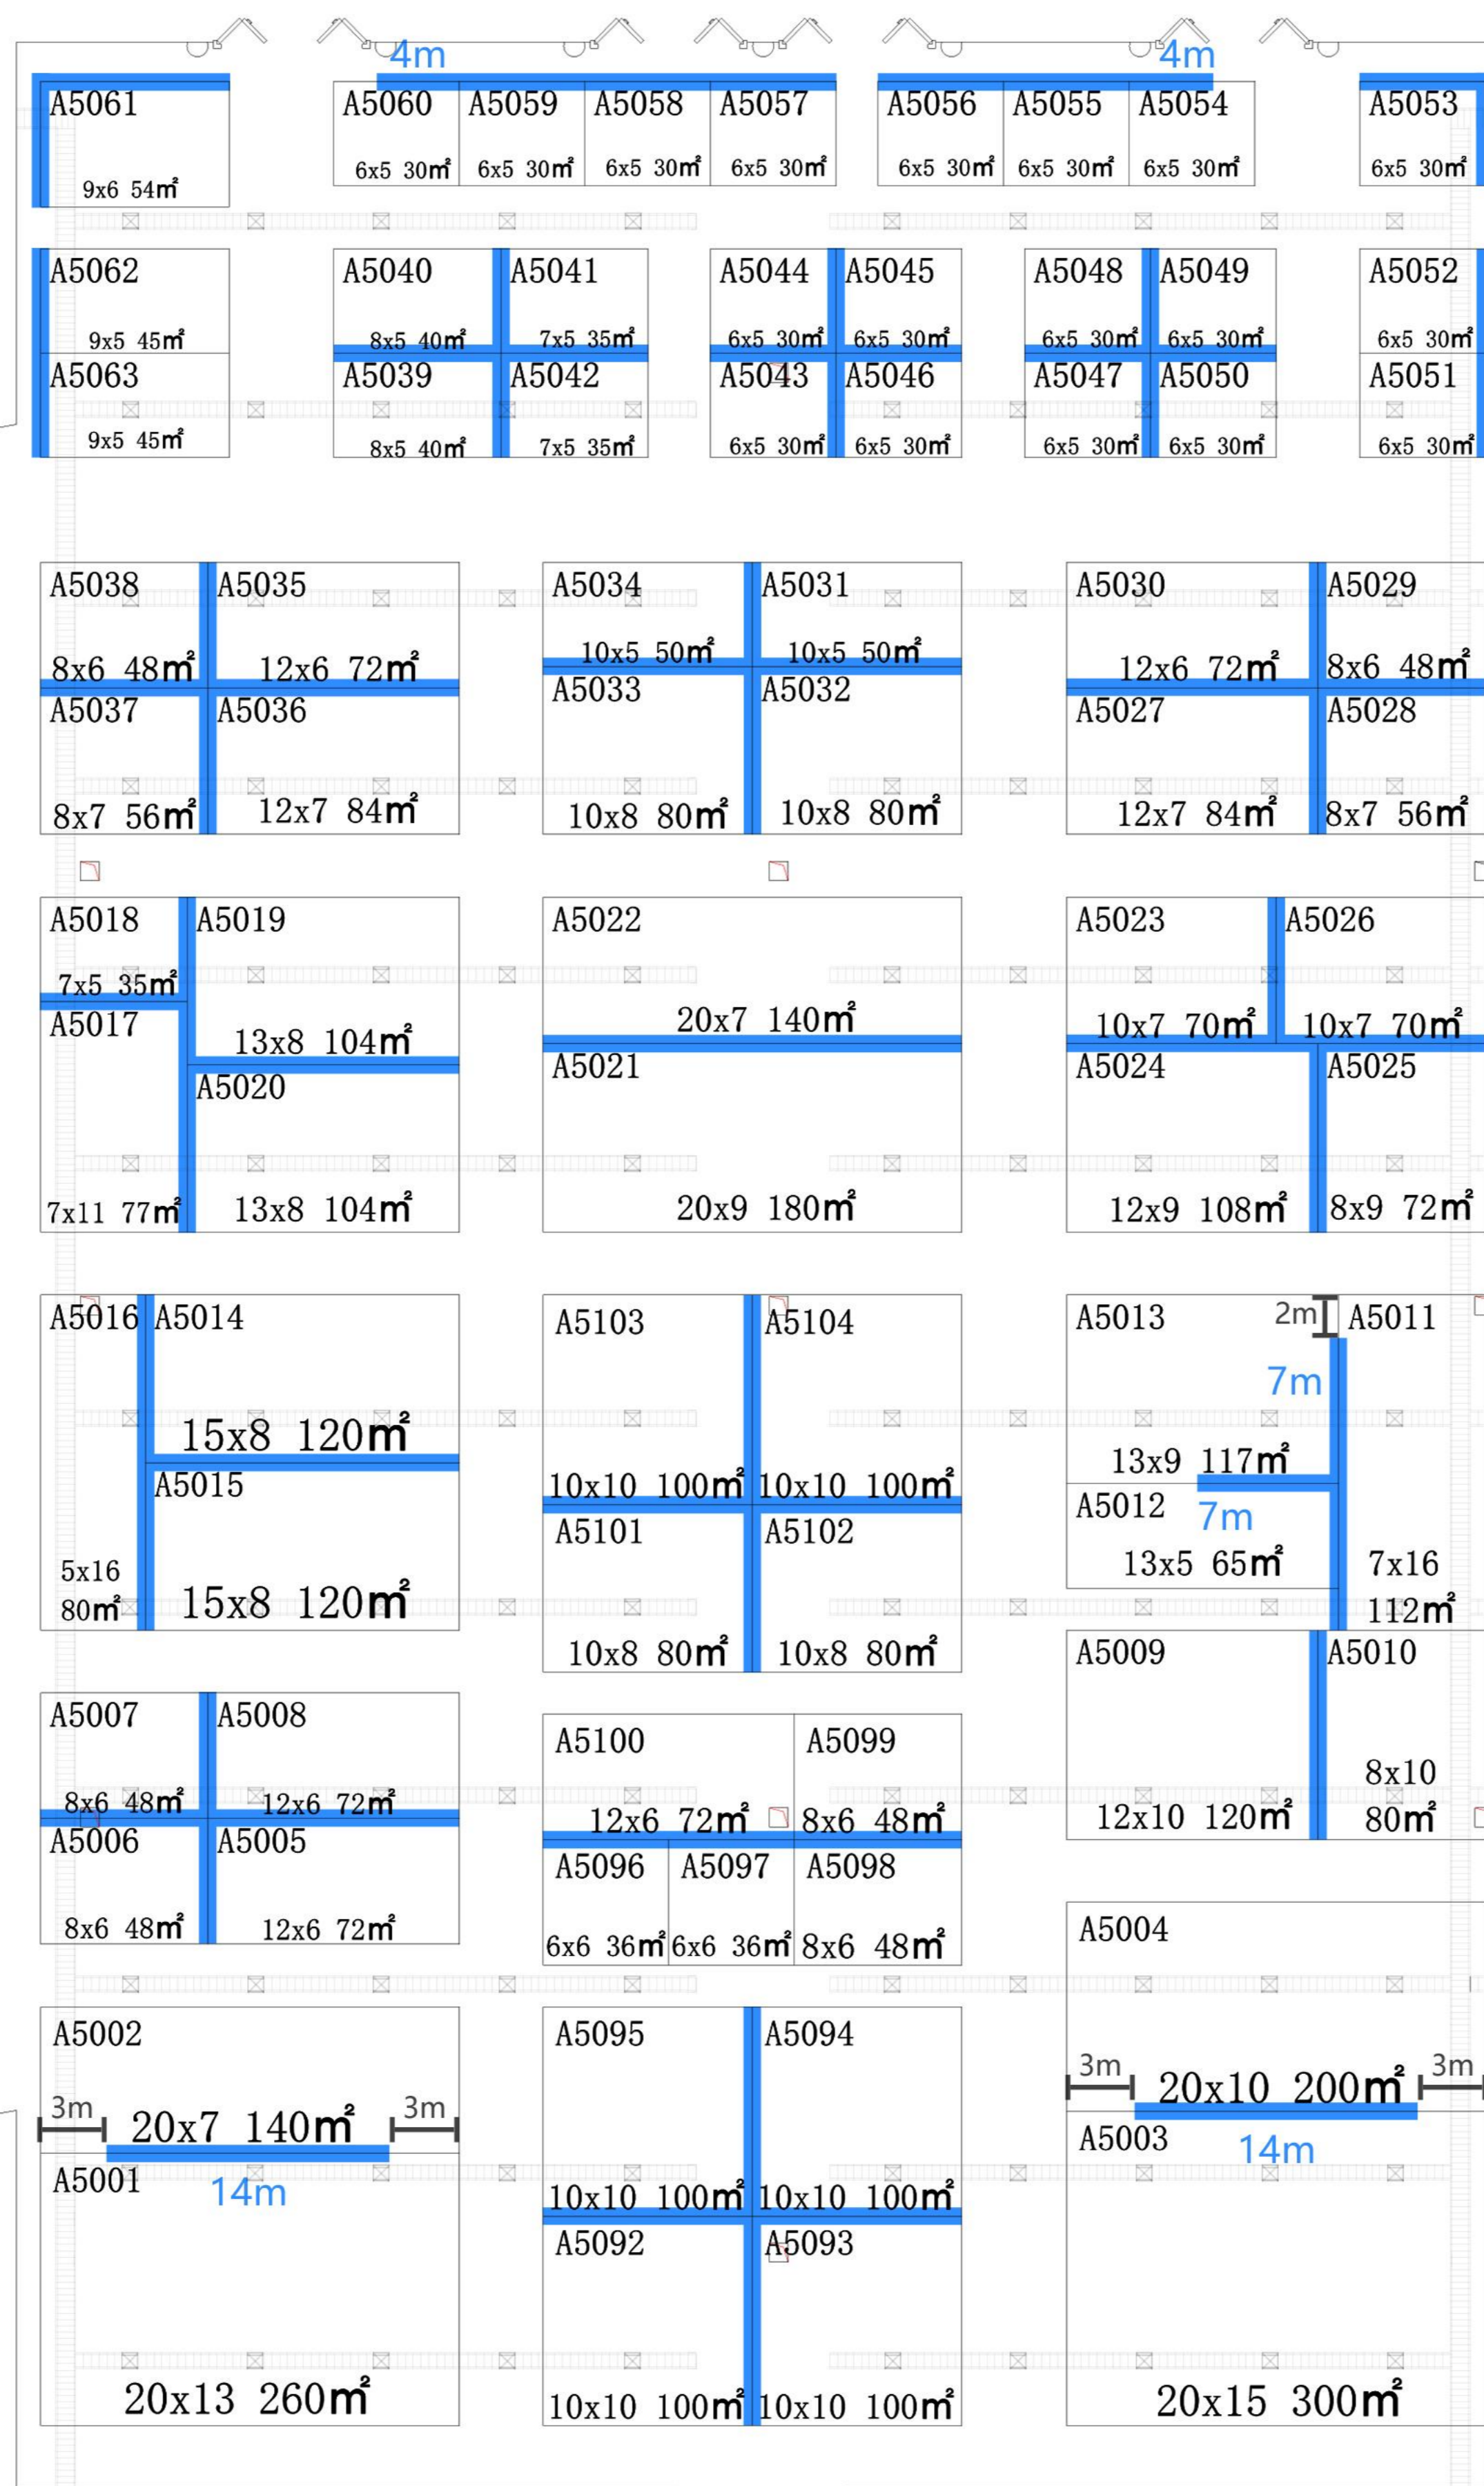 4m 4m
A5061 A5060 A5059 A5058 A5057 A5056 A5055 A5054 A5053
9x6 54㎡ 6x5 30㎡ 6x5 30㎡ 6x5 30㎡ 6x5 30㎡ 6x5 30㎡ 6x5 30㎡ 6x5 30㎡ 6x5 30㎡
A5062 A5040 A5041 A5044 A5045 A5048 A5049 A5052
9x5 45㎡ 8x5 40㎡ 7x5 35㎡ 6x5 30㎡ 6x5 30㎡ 6x5 30㎡ 6x5 30㎡ 6x5 30㎡
A5063 A5039 A5042 A5043 A5046 A5047 A5050 A5051
9x5 45㎡ 8x5 40㎡ 7x5 35㎡ 6x5 30㎡ 6x5 30㎡ 6x5 30㎡ 6x5 30㎡ 6x5 30㎡
A5038 A5035 A5034 A5031 A5030 A5029
8x6 48㎡ 12x6 72㎡ 10x5 50㎡ 10x5 50㎡ 12x6 72㎡ 8x6 48㎡
A5037 A5036 A5033 A5032 A5027 A5028
8x7 56㎡ 12x7 84㎡ 10x8 80㎡ 10x8 80㎡ 12x7 84㎡ 8x7 56㎡
A5018 A5019 A5022 A5023 A5026
7x5 35㎡ 13x8 104㎡ 20x7 140㎡ 10x7 70㎡ 10x7 70㎡
A5017 A5020 A5021 A5024 A5025
7x11 77㎡ 13x8 104㎡ 20x9 180㎡ 12x9 108㎡ 8x9 72㎡
A5016 A5014 A5103 A5104 A5013 2m A5011
7m
15x8 120㎡ 10x10 100㎡ 10x10 100㎡ 13x9 117㎡
A5015 A5101 A5102 A5012 7m
5x16 13x5 65㎡ 7x16
80㎡ 15x8 120㎡ 112㎡
10x8 80㎡ 10x8 80㎡ A5009 A5010
A5007 A5008 A5100 A5099
8x10
8x6 48㎡ 12x6 72㎡ 12x6 72㎡ 8x6 48㎡ 12x10 120㎡ 80㎡
A5006 A5005 A5096 A5097 A5098
8x6 48㎡ 12x6 72㎡ 6x6 36㎡ 6x6 36㎡ 8x6 48㎡ A5004
A5002 A5095 A5094
3m 20x10 200㎡ 3m
3m 20x7 140㎡ 3m A5003
A5001 14m 10x10 100㎡ 10x10 100㎡ 14m
A5092 A5093
20x13 260㎡ 10x10 100㎡ 10x10 100㎡ 20x15 300㎡